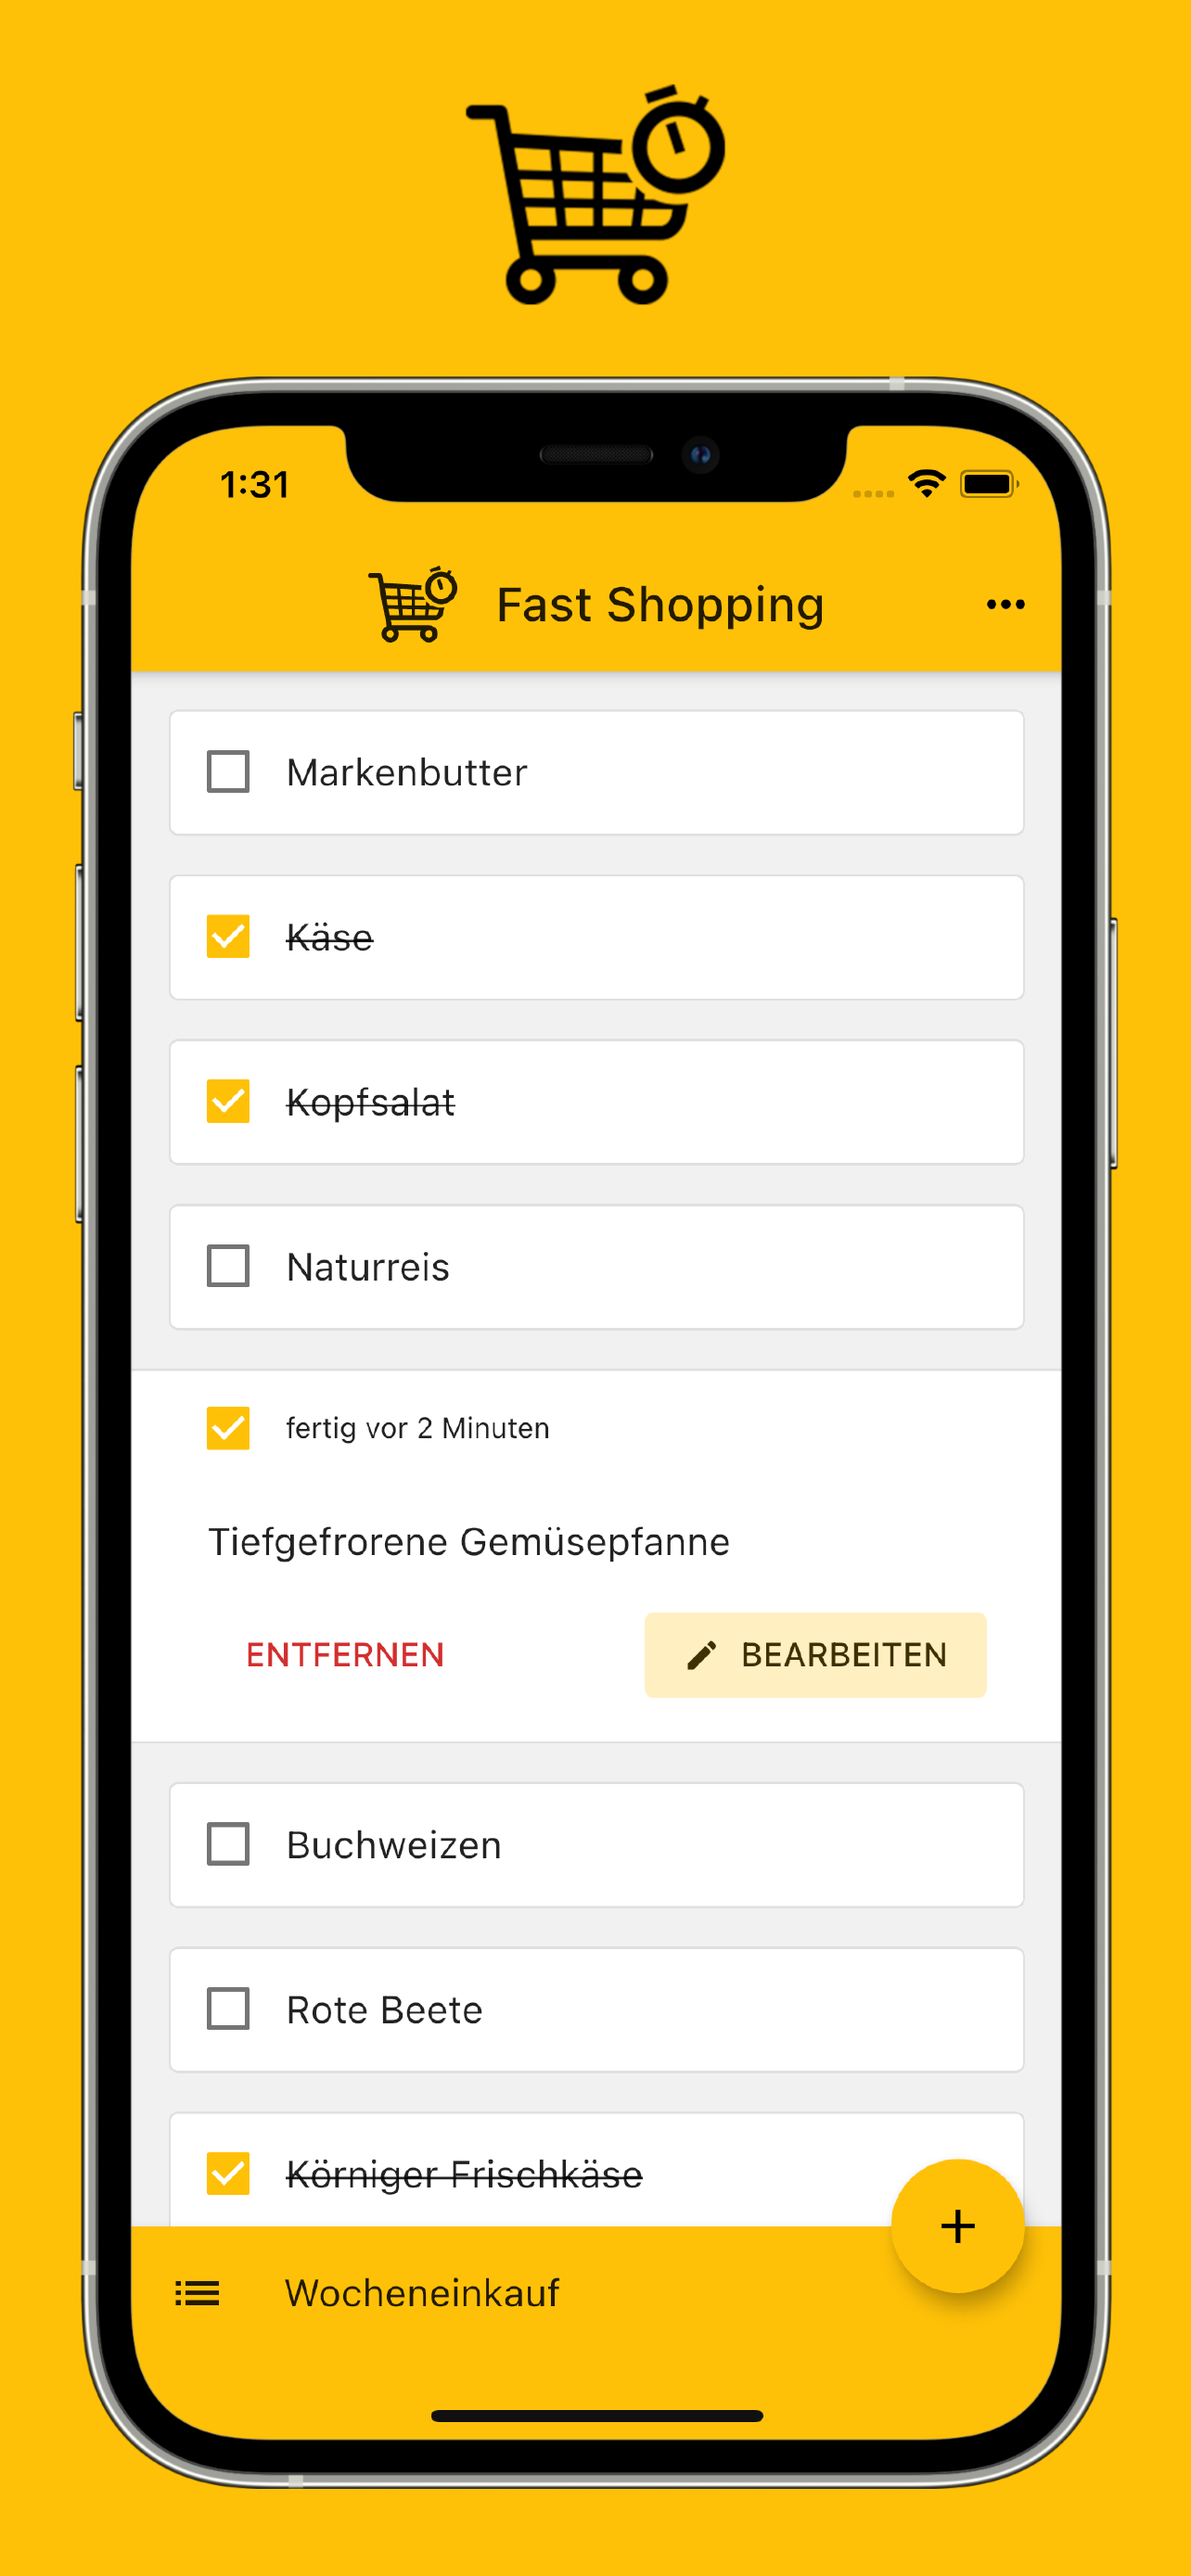 1:31
Fast Shopping
Markenbutter
Käse
Kopfsalat
Naturreis
fertig vor 2 Minuten
Tiefgefrorene Gemüsepfanne
ENTFERNEN
BEARBEITEN
Buchweizen
Rote Beete
Körniger Frischkäse
Wocheneinkauf